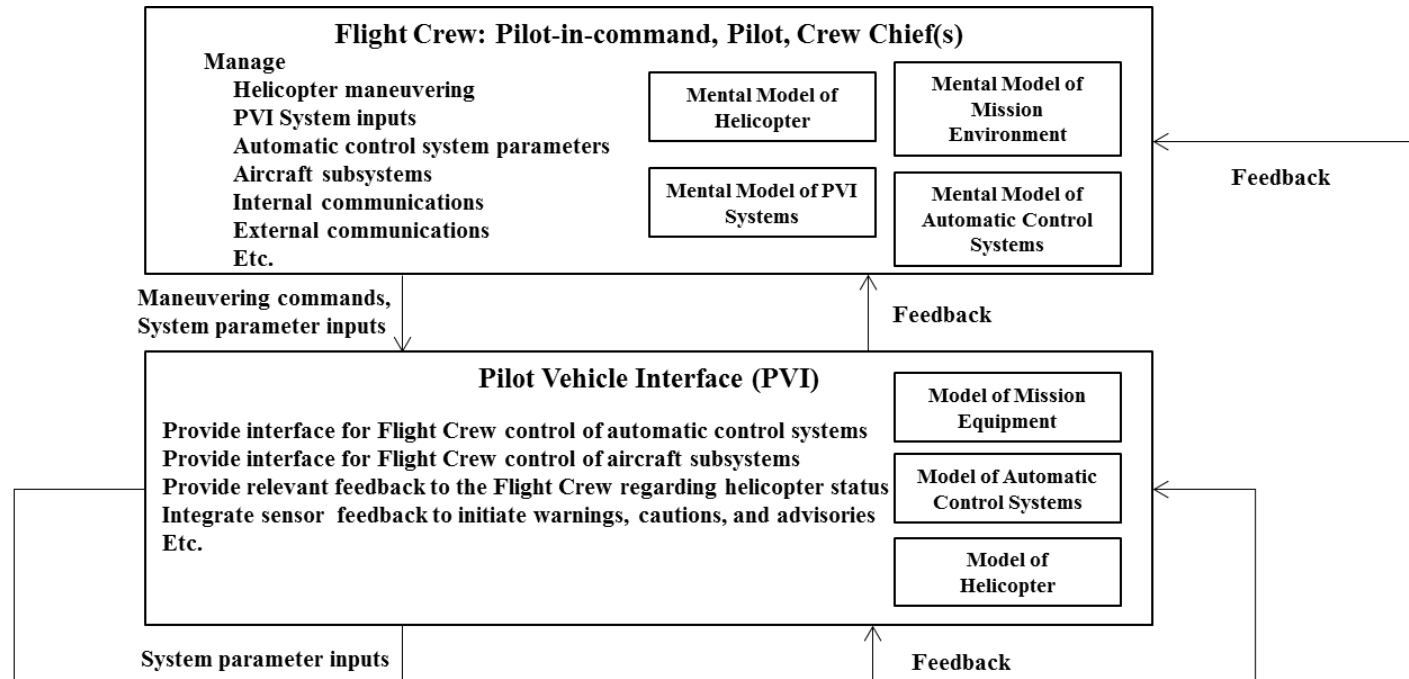 Flight Crew: Pilot-in-command, Pilot, Crew Chief(s)
Manage
Helicopter maneuvering
PVI System inputs
Automatic control system parameters
Aircraft subsystems
Internal communications
External communications
Etc.
Mental Model of
Helicopter
Mental Model of
Mission
Environment
Mental Model of PVI
Systems
Mental Model of
Automatic Control
Systems
Feedback
Maneuvering commands,
System parameter inputs
Feedback
Pilot Vehicle Interface (PVI)
Provide interface for Flight Crew control of automatic control systems
Provide interface for Flight Crew control of aircraft subsystems
Provide relevant feedback to the Flight Crew regarding helicopter status
Integrate sensor feedback to initiate warnings, cautions, and advisories
Etc.
Model of Mission
Equipment
Model of Automatic
Control Systems
Model of
Helicopter
System parameter inputs
Feedback